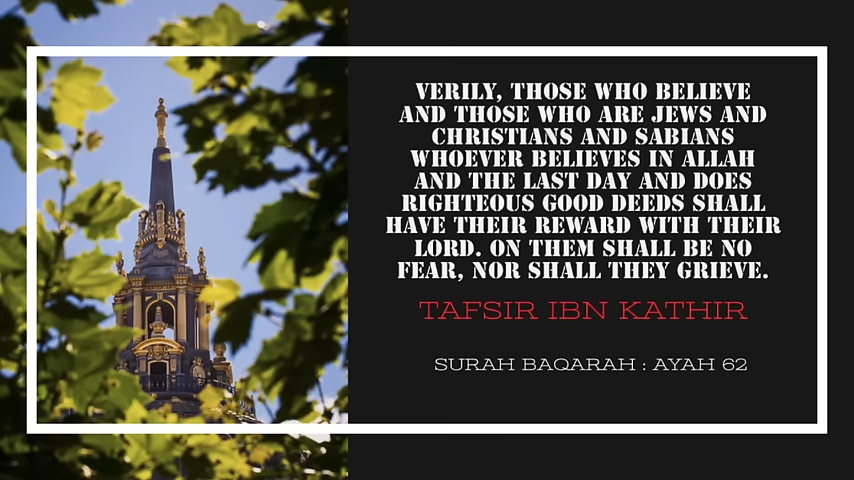 VERILY, THOSE WHO BELIEVE
AND THOSE WHO ARE JEWS AND
CHRISTIANS AND SABIANS
WHOEVER BELIEVES IN ALLAH
AND THE LAST DAY AND DOES
RIGHTEOUS GOOD DEEDS SHALL
HAVE THEIR REWARD WITH THEIR
LORD. ON THEM SHALL BE NO
FEAR, NOR SHALL THEY GRIEVE.
TAFSIR IBN KATHIR
SURAH BAQARAH : AYAH 62